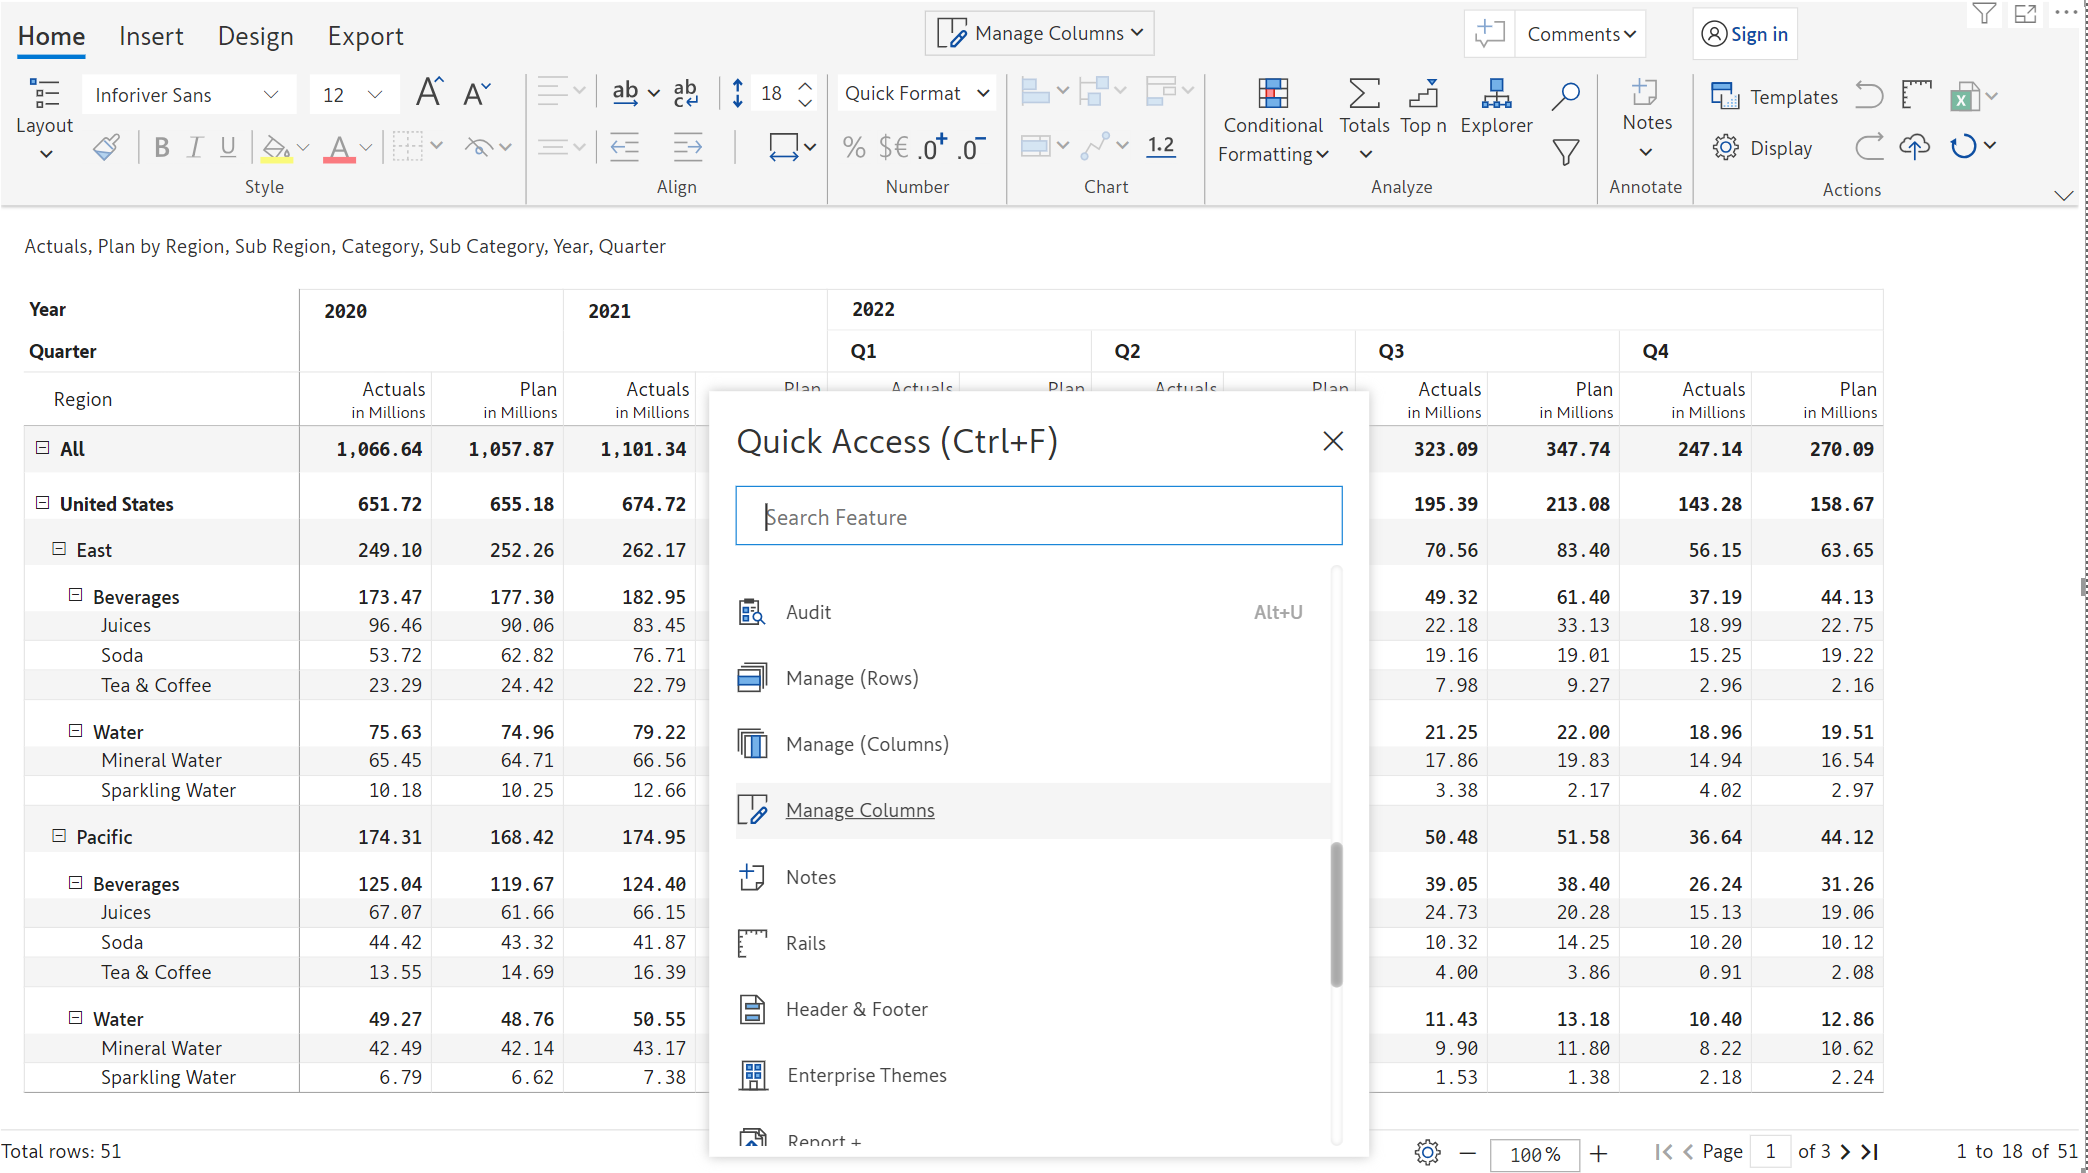 Home Insert Design Export Manage Columns Comments Sign in
Inforiver Sans 12 A A ab ab c 18 Quick Format Templates
Layout Conditional Formatting Totals Top n Explorer Notes
B I U A % $€ .0+ .0- 1.2 Display
Style Align Number Chart Analyze Annotate Actions
Actuals, Plan by Region, Sub Region, Category, Sub Category, Year, Quarter
Year 2020 2021 2022
Quarter Q1 Q2 Q3 Q4
Region Actuals Plan Actuals Plan Actuals Plan Actuals Plan Actuals Plan Actuals Plan
in Millions in Millions in Millions in Millions in Millions in Millions in Millions
All 1,066.64 1,057.87 1,101.34 323.09 347.74 247.14 270.09
United States 651.72 655.18 674.72 195.39 213.08 143.28 158.67
East 249.10 252.26 262.17 70.56 83.40 56.15 63.65
Beverages 173.47 177.30 182.95 49.32 61.40 37.19 44.13
Juices 96.46 90.06 83.45 22.18 33.13 18.99 22.75
Soda 53.72 62.82 76.71 19.16 19.01 15.25 19.22
Tea & Coffee 23.29 24.42 22.79 7.98 9.27 2.96 2.16
Water 75.63 74.96 79.22 21.25 22.00 18.96 19.51
Mineral Water 65.45 64.71 66.56 17.86 19.83 14.94 16.54
Sparkling Water 10.18 10.25 12.66 3.38 2.17 4.02 2.97
Pacific 174.31 168.42 174.95 50.48 51.58 36.64 44.12
Beverages 125.04 119.67 124.40 39.05 38.40 26.24 31.26
Juices 67.07 61.66 66.15 24.73 20.28 15.13 19.06
Soda 44.42 43.32 41.87 10.32 14.25 10.20 10.12
Tea & Coffee 13.55 14.69 16.39 4.00 3.86 0.91 2.08
Water 49.27 48.76 50.55 11.43 13.18 10.40 12.86
Mineral Water 42.49 42.14 43.17 9.90 11.80 8.22 10.62
Sparkling Water 6.79 6.62 7.38 1.53 1.38 2.18 2.24
Quick Access (Ctrl+F)
Search Feature
Audit Alt+U
Manage (Rows)
Manage (Columns)
Manage Columns
Notes
Rails
Header & Footer
Enterprise Themes
Report +
Total rows: 51 100% Page 1 of 3 1 to 18 of 51